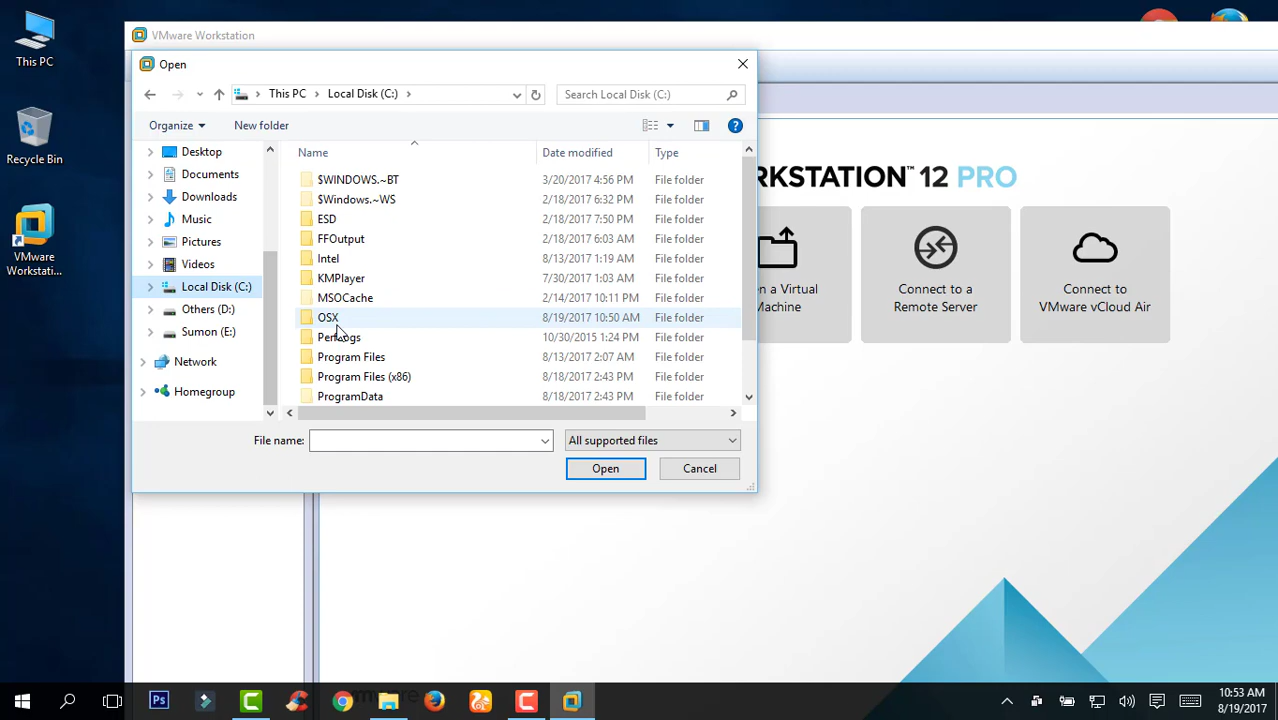 This PC
Recycle Bin
VMware
Workstati...
VMware Workstation
Open
This PC
Local Disk (C:)
Search Local Disk (C:)
Organize
New folder
Desktop
Documents
Downloads
Music
Pictures
Videos
Local Disk (C:)
Others (D:)
Sumon (E:)
Network
Homegroup
Name Date modified Type
$WINDOWS.~BT 3/20/2017 4:56 PM File folder
$Windows.~WS 2/18/2017 6:32 PM File folder
ESD 2/18/2017 7:50 PM File folder
FFOutput 2/18/2017 6:03 AM File folder
Intel 8/13/2017 1:19 AM File folder
KMPlayer 7/30/2017 1:03 AM File folder
MSOCache 2/14/2017 10:11 PM File folder
OSX 8/19/2017 10:50 AM File folder
PerfLogs 10/30/2015 1:24 PM File folder
Program Files 8/13/2017 2:07 AM File folder
Program Files (x86) 8/18/2017 2:43 PM File folder
ProgramData 8/18/2017 2:43 PM File folder
File name:
All supported files
Open
Cancel
RKSTATION™ 12 PRO
n a Virtual
Machine
Connect to a
Remote Server
Connect to
VMware vCloud Air
Ps
10:53 AM
8/19/2017